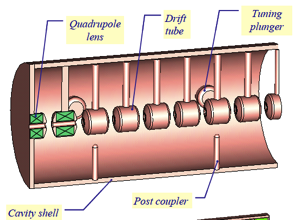 Quadrupole
lens
Drift
tube
Tuning
plunger
Cavity shell
Post coupler